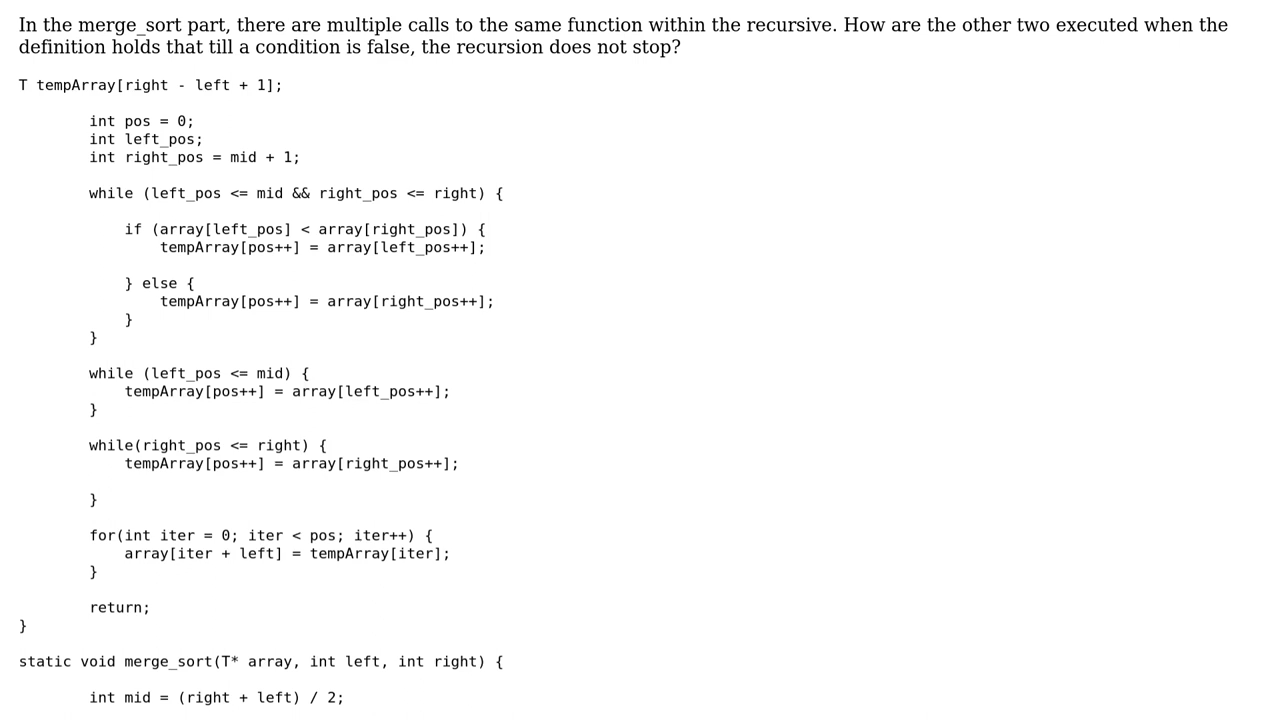 In the merge_sort part, there are multiple calls to the same function within the recursive. How are the other two executed when the
definition holds that till a condition is false, the recursion does not stop?
T tempArray[right - left + 1];
int pos = 0;
int left_pos;
int right_pos = mid + 1;
while (left_pos <= mid && right_pos <= right) {
if (array[left_pos] < array[right_pos]) {
tempArray[pos++] = array[left_pos++];
} else {
tempArray[pos++] = array[right_pos++];
}
}
while (left_pos <= mid) {
tempArray[pos++] = array[left_pos++];
}
while(right_pos <= right) {
tempArray[pos++] = array[right_pos++];
}
for(int iter = 0; iter < pos; iter++) {
array[iter + left] = tempArray[iter];
}
return;
}
static void merge_sort(T* array, int left, int right) {
int mid = (right + left) / 2;